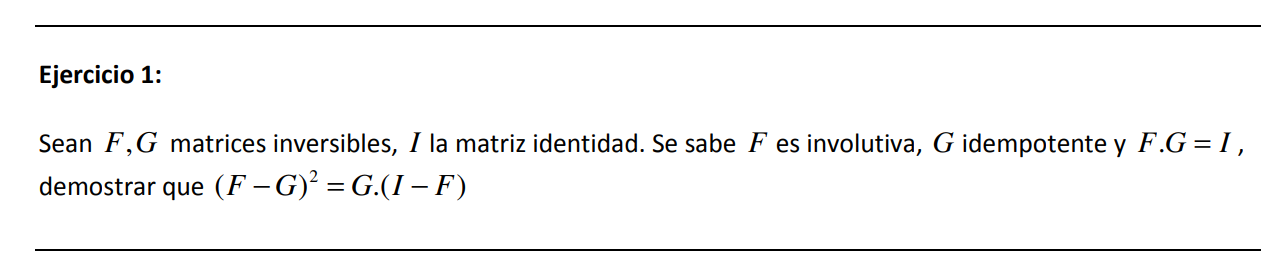 Ejercicio 1:
Sean F,G matrices inversibles, I la matriz identidad. Se sabe F es involutiva, G idempotente y F.G = I ,
demostrar que (F − G)² = G.(I − F)